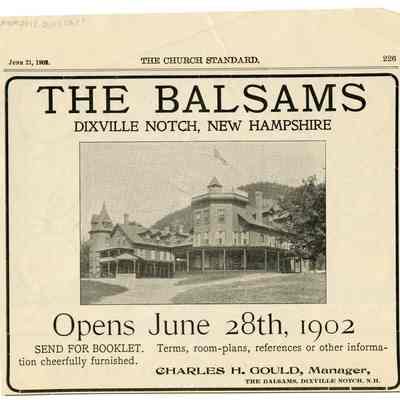 June 21, 1902. THE CHURCH STANDARD. 226
THE BALSAMS
DIXVILLE NOTCH, NEW HAMPSHIRE
Opens June 28th, 1902
SEND FOR BOOKLET. Terms, room-plans, references or other informa-
tion cheerfully furnished.
CHARLES H. GOULD, Manager,
THE BALSAMS, DIXVILLE NOTCH, N.H.